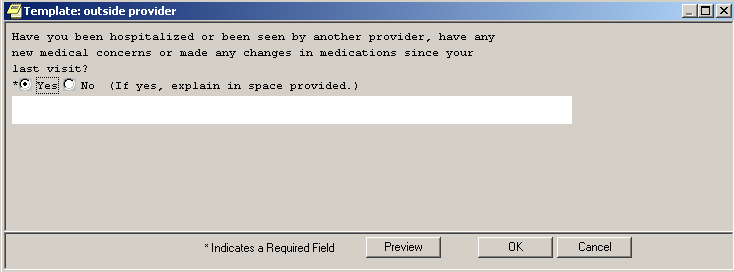 Template: outside provider
Have you been hospitalized or been seen by another provider, have any
new medical concerns or made any changes in medications since your
last visit?
* Yes No (If yes, explain in space provided.)
* Indicates a Required Field Preview OK Cancel